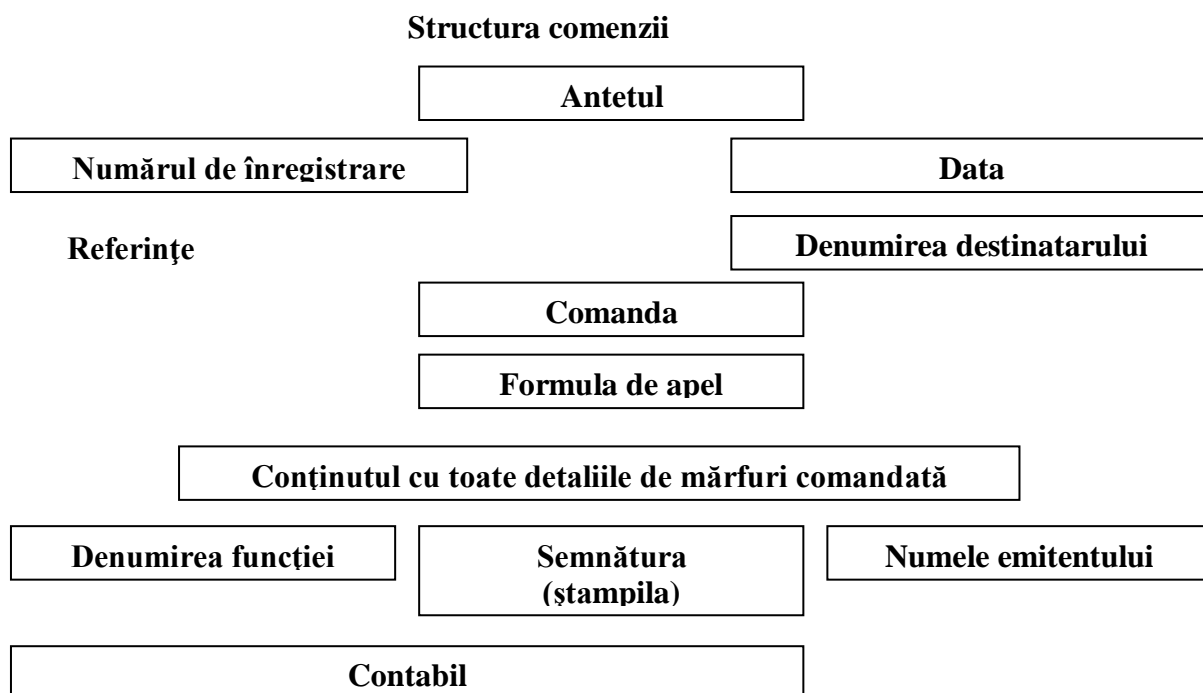 Structura comenzii
Antetul
Numărul de înregistrare
Data
Referinţe
Denumirea destinatarului
Comanda
Formula de apel
Conținutul cu toate detaliile de mărfuri comandată
Denumirea funcției
Semnătura
(ștampila)
Numele emitentului
Contabil